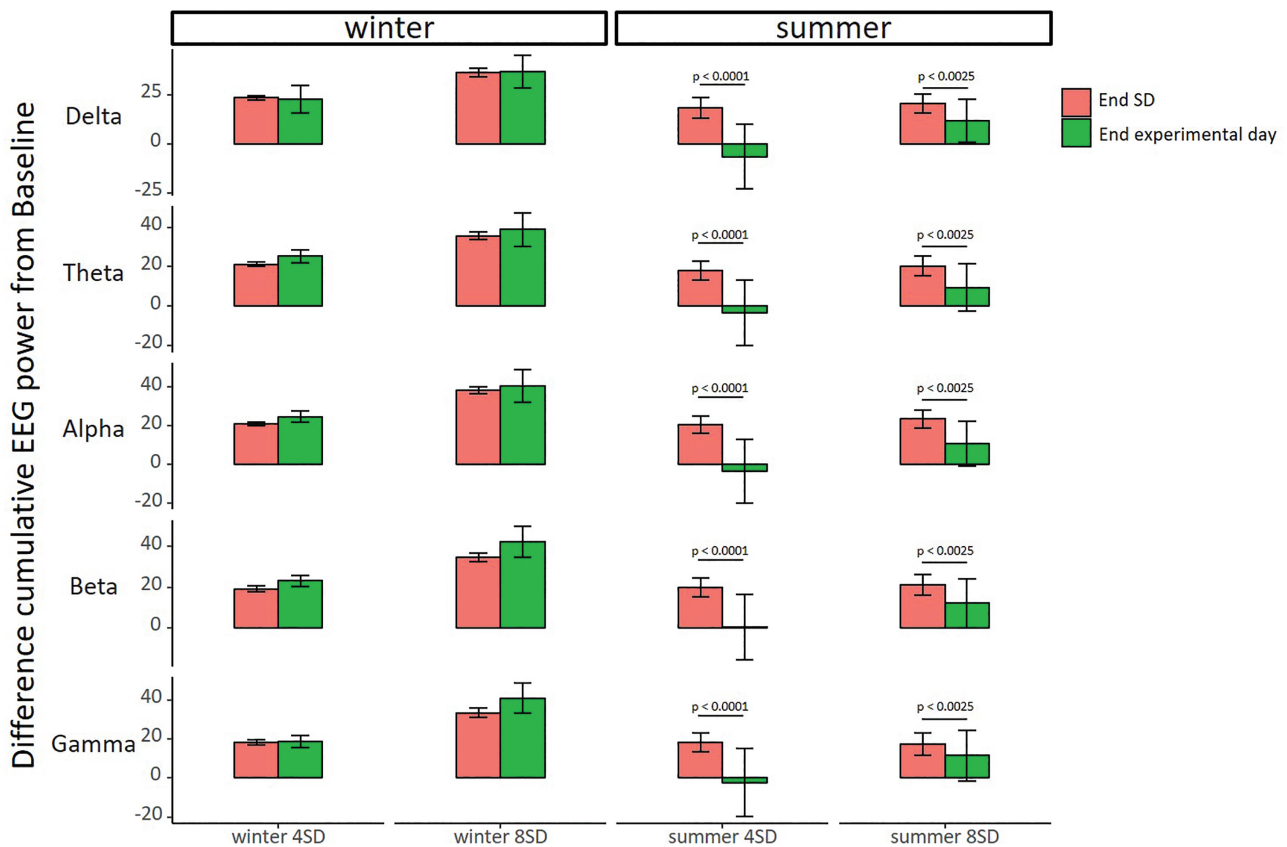 winter
summer
Difference cumulative EEG power from Baseline
Delta
25
0
-25
p < 0.0001
p < 0.0025
End SD
End experimental day
Theta
40
20
0
-20
p < 0.0001
p < 0.0025
Alpha
40
20
0
-20
p < 0.0001
p < 0.0025
Beta
40
20
0
p < 0.0001
p < 0.0025
Gamma
40
20
0
-20
p < 0.0001
p < 0.0025
winter 4SD
winter 8SD
summer 4SD
summer 8SD